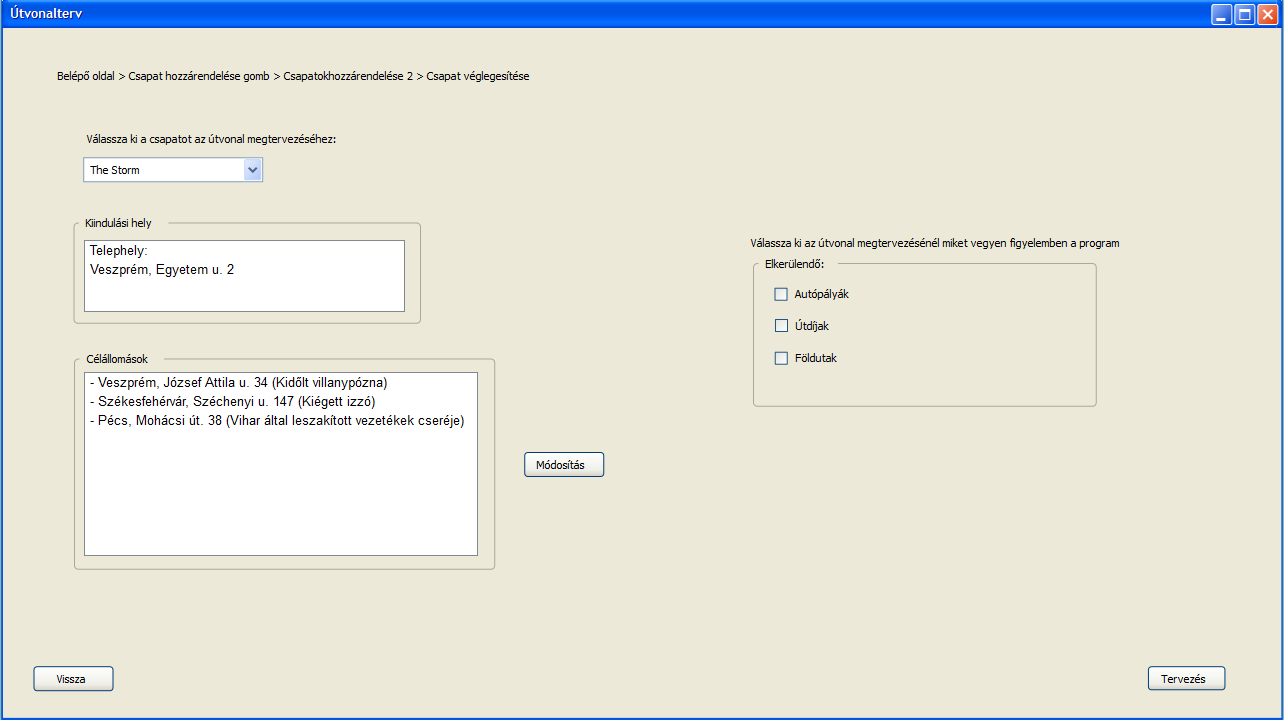 Útvonalterv
Belépő oldal > Csapat hozzárendelése gomb > Csapatokhozzárendelése 2 > Csapat véglegesítése
Válassza ki a csapatot az útvonal megtervezéséhez:
The Storm
Kiindulási hely
Telephely:
Veszprém, Egyetem u. 2
Célállomások
- Veszprém, József Attila u. 34 (Kidőlt villanypózna)
- Székesfehérvár, Széchenyi u. 147 (Kiégett izzó)
- Pécs, Mohácsi út. 38 (Vihar által leszakított vezetékek cseréje)
Módosítás
Válassza ki az útvonal megtervezésénél miket vegyen figyelemben a program
Elkerülendő:
Autópályák
Útdíjak
Földutak
Vissza
Tervezés